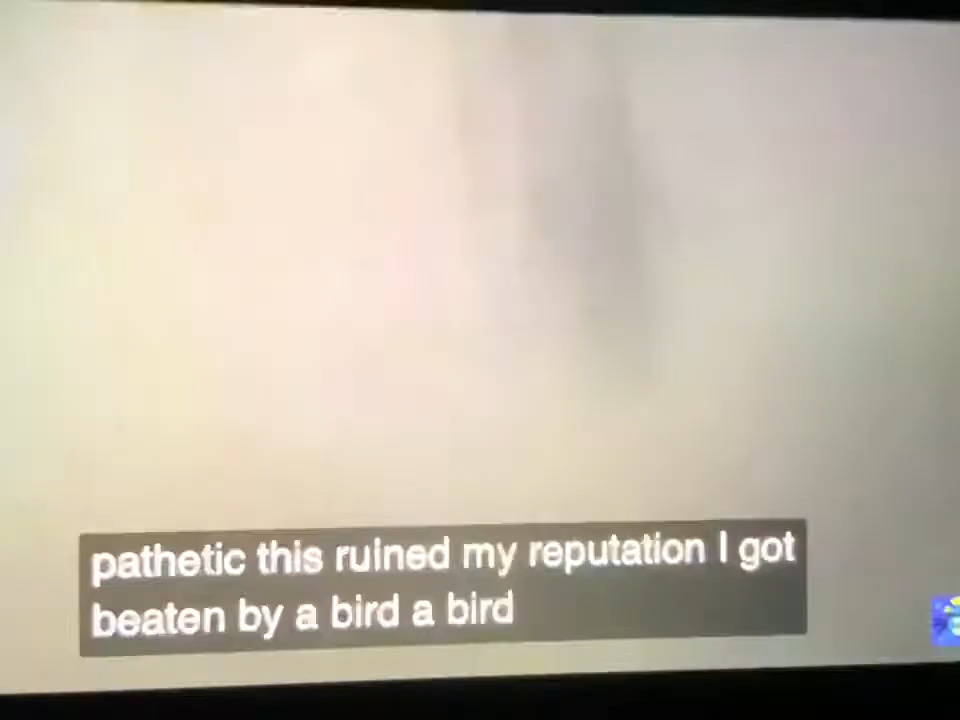 pathetic this ruined my reputation I got
beaten by a bird a bird